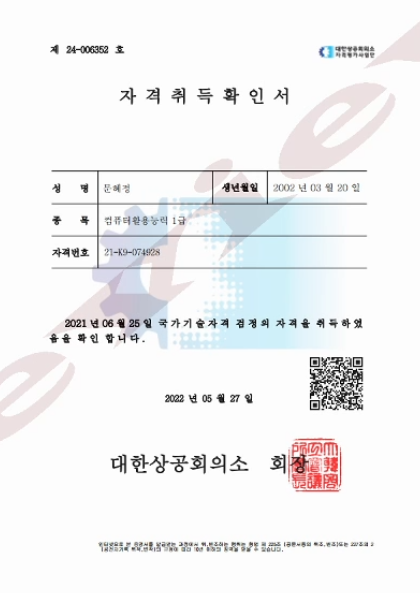 제 24-006352 호
대한상공회의소
자격평가사업단
자 격 취 득 확 인 서
성 명 문혜정 생년월일 2002 년 03 월 20 일
종 목 컴퓨터활용능력 1급
자격번호 21-K9-074928
2021 년 06 월 25 일 국가기술자격 검정의 자격을 취득하였
음을 확인 합니다.
2022 년 05 월 27 일
대한상공회의소 회장